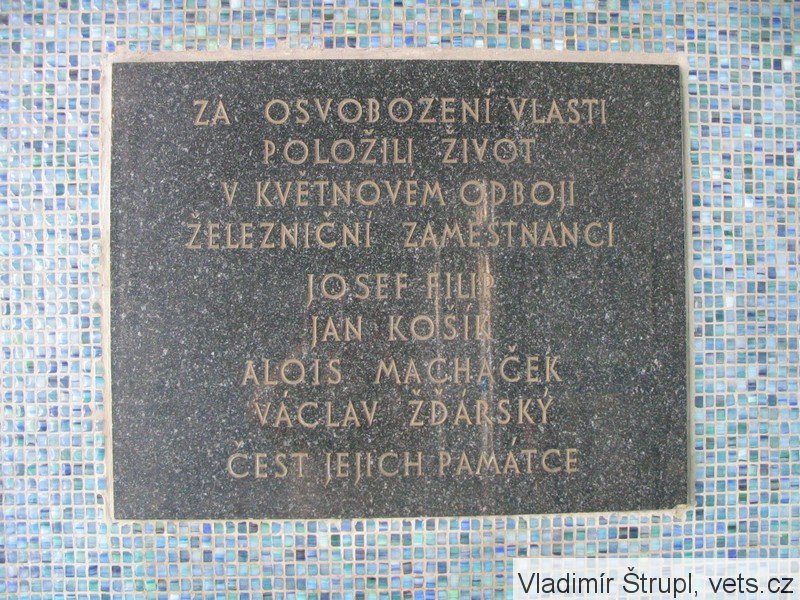 ZA OSVOBOZENÍ VLASTI
POLOŽILI ŽIVOT
V KVĚTNOVÉM ODBOJI
ŽELEZNIČNÍ ZAMĚSTNANCI
JOSEF FILIP
JAN KOŠÍK
ALOIS MACHÁČEK
VÁCLAV ŽĎÁRSKÝ
ČEST JEJICH PAMÁTCE
Vladimír Štrupl, vets.cz